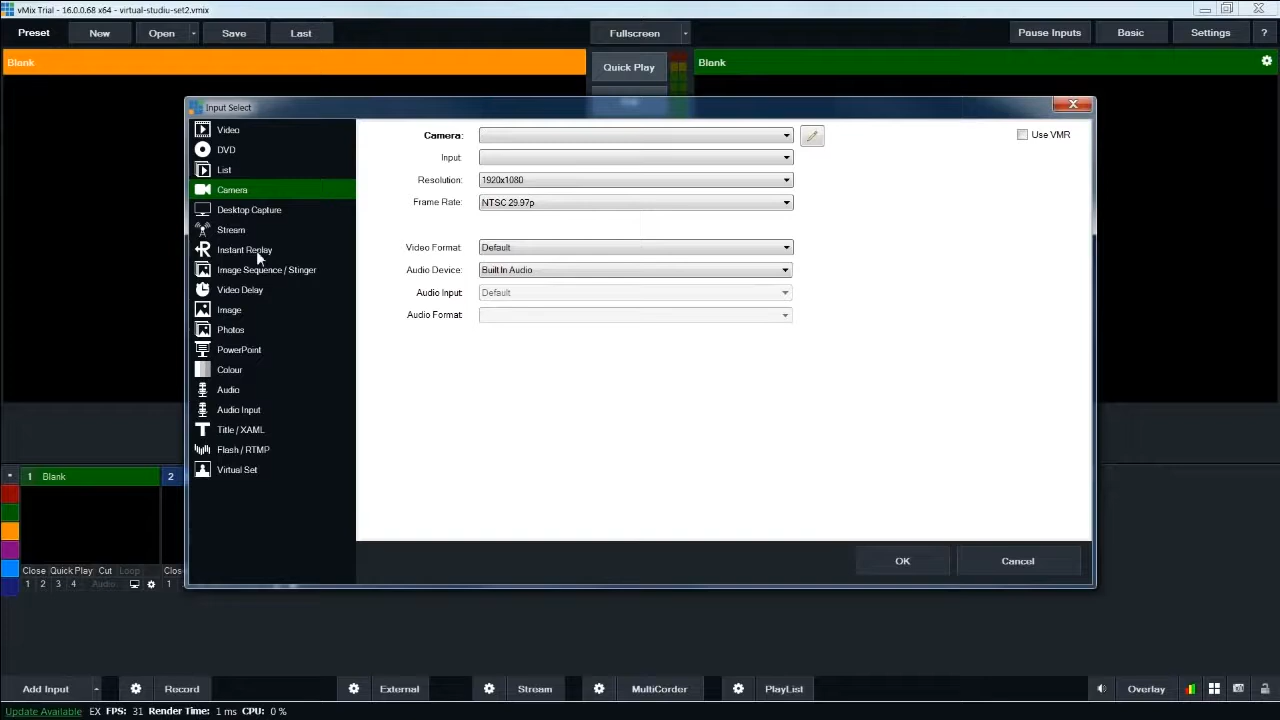 vMix Trial - 16.0.0.68 x64 - virtual-studiu-set2.vmix
Preset New Open Save Last Fullscreen Pause Inputs Basic Settings ?
Blank Quick Play Blank
Input Select
Video
DVD
List
Camera
Desktop Capture
Stream
Instant Replay
Image Sequence / Stinger
Video Delay
Image
Photos
PowerPoint
Colour
Audio
Audio Input
Title / XAML
Flash / RTMP
Virtual Set
Camera: Use VMR
Input:
Resolution: 1920x1080
Frame Rate: NTSC 29.97p
Video Format: Default
Audio Device: Built In Audio
Audio Input: Default
Audio Format:
OK Cancel
1 Blank 2
Close Quick Play Cut Loop Clos
1 2 3 4 Audio 1
Add Input Record External Stream MultiCorder PlayList Overlay
Update Available EX FPS: 31 Render Time: 1 ms CPU: 0 %